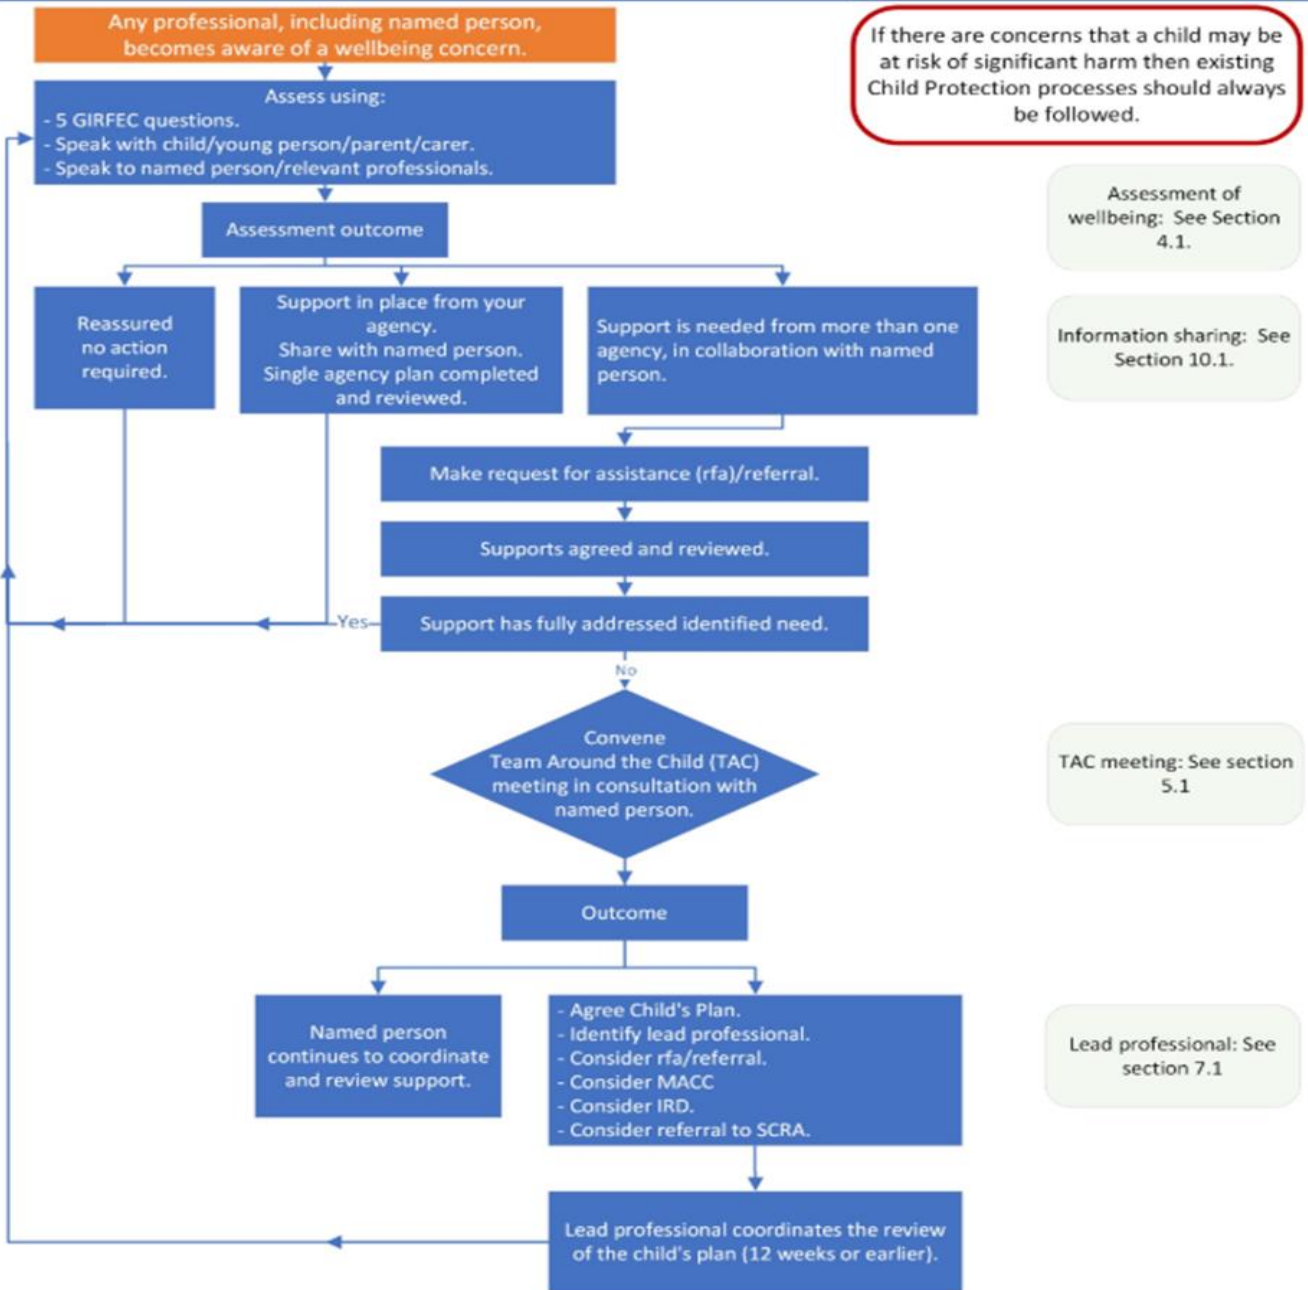 Any professional, including named person,
becomes aware of a wellbeing concern.
If there are concerns that a child may be
at risk of significant harm then existing
Child Protection processes should always
be followed.
Assess using:
- 5 GIRFEC questions.
- Speak with child/young person/parent/carer.
- Speak to named person/relevant professionals.
Assessment of
wellbeing: See Section
4.1.
Assessment outcome
Reassured
no action
required.
Support in place from your
agency.
Share with named person.
Single agency plan completed
and reviewed.
Support is needed from more than one
agency, in collaboration with named
person.
Information sharing: See
Section 10.1.
Make request for assistance (rfa)/referral.
Supports agreed and reviewed.
Yes
Support has fully addressed identified need.
No
Convene
Team Around the Child (TAC)
meeting in consultation with
named person.
TAC meeting: See section
5.1
Outcome
Named person
continues to coordinate
and review support.
- Agree Child's Plan.
- Identify lead professional.
- Consider rfa/referral.
- Consider MACC
- Consider IRD.
- Consider referral to SCRA.
Lead professional: See
section 7.1
Lead professional coordinates the review
of the child's plan (12 weeks or earlier).